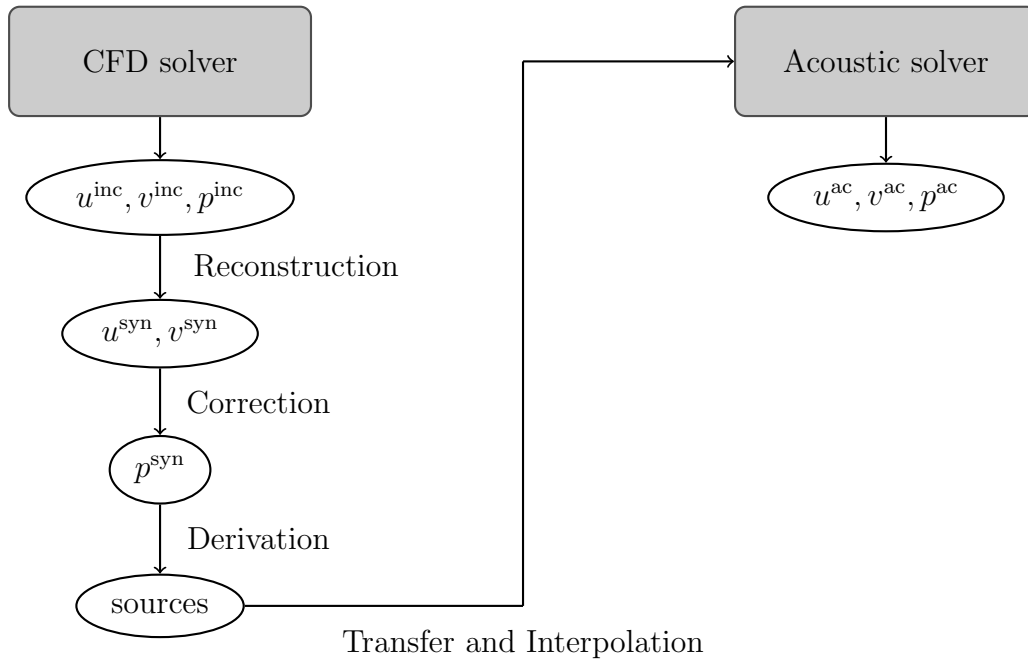 CFD solver
Acoustic solver
u^inc, v^inc, p^inc
u^ac, v^ac, p^ac
Reconstruction
u^syn, v^syn
Correction
p^syn
Derivation
sources
Transfer and Interpolation